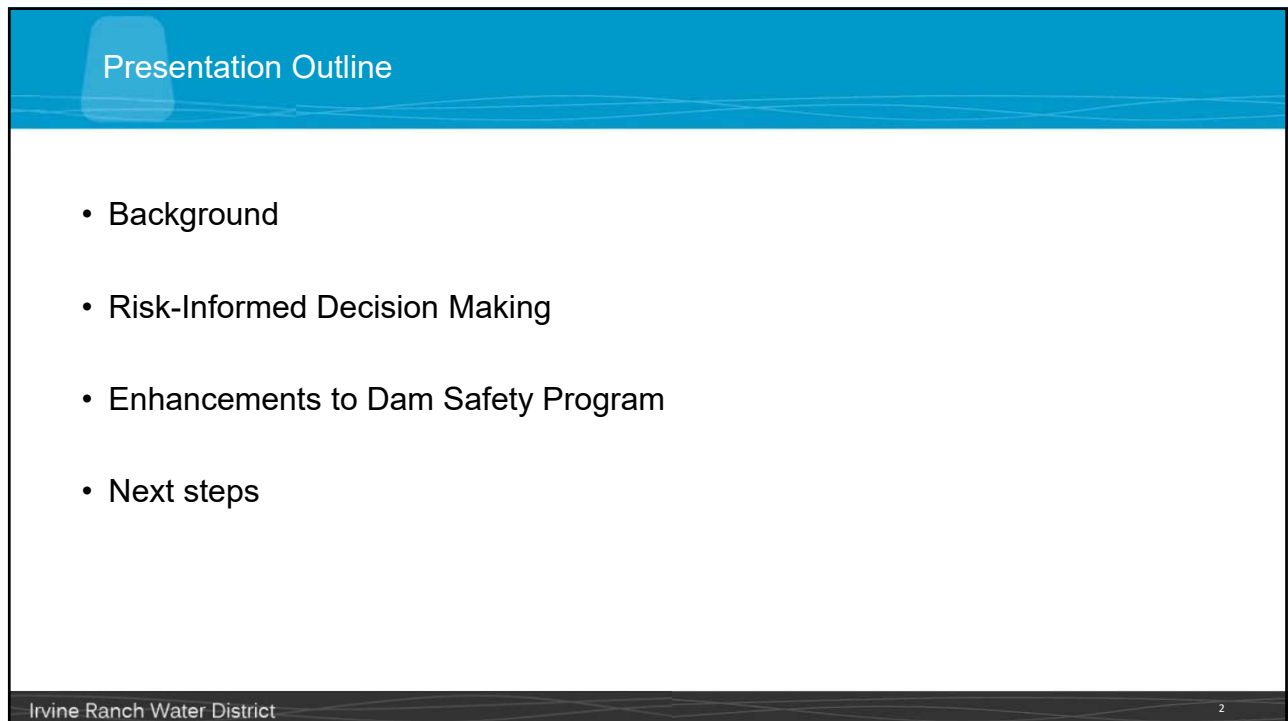 Presentation Outline
• Background
• Risk-Informed Decision Making
• Enhancements to Dam Safety Program
• Next steps
Irvine Ranch Water District
2